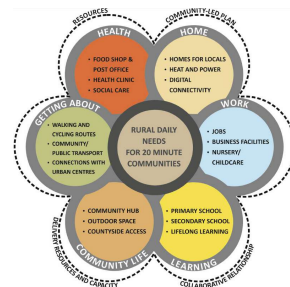 RESOURCES
COMMUNITY-LED PLAN
HEALTH
• FOOD SHOP &
POST OFFICE
• HEALTH CLINIC
• SOCIAL CARE
HOME
• HOMES FOR LOCALS
• HEAT AND POWER
• DIGITAL
CONNECTIVITY
GETTING ABOUT
• WALKING AND
CYCLING ROUTES
• COMMUNITY/
PUBLIC TRANSPORT
• CONNECTIONS WITH
URBAN CENTRES
RURAL DAILY
NEEDS
FOR 20 MINUTE
COMMUNITIES
WORK
• JOBS
• BUSINESS FACILITIES
• NURSERY/
CHILDCARE
• COMMUNITY HUB
• OUTDOOR SPACE
• COUNTRYSIDE ACCESS
COMMUNITY LIFE
• PRIMARY SCHOOL
• SECONDARY SCHOOL
• LIFELONG LEARNING
LEARNING
DELIVERY RESOURCES AND CAPACITY
COLLABORATIVE RELATIONSHIP